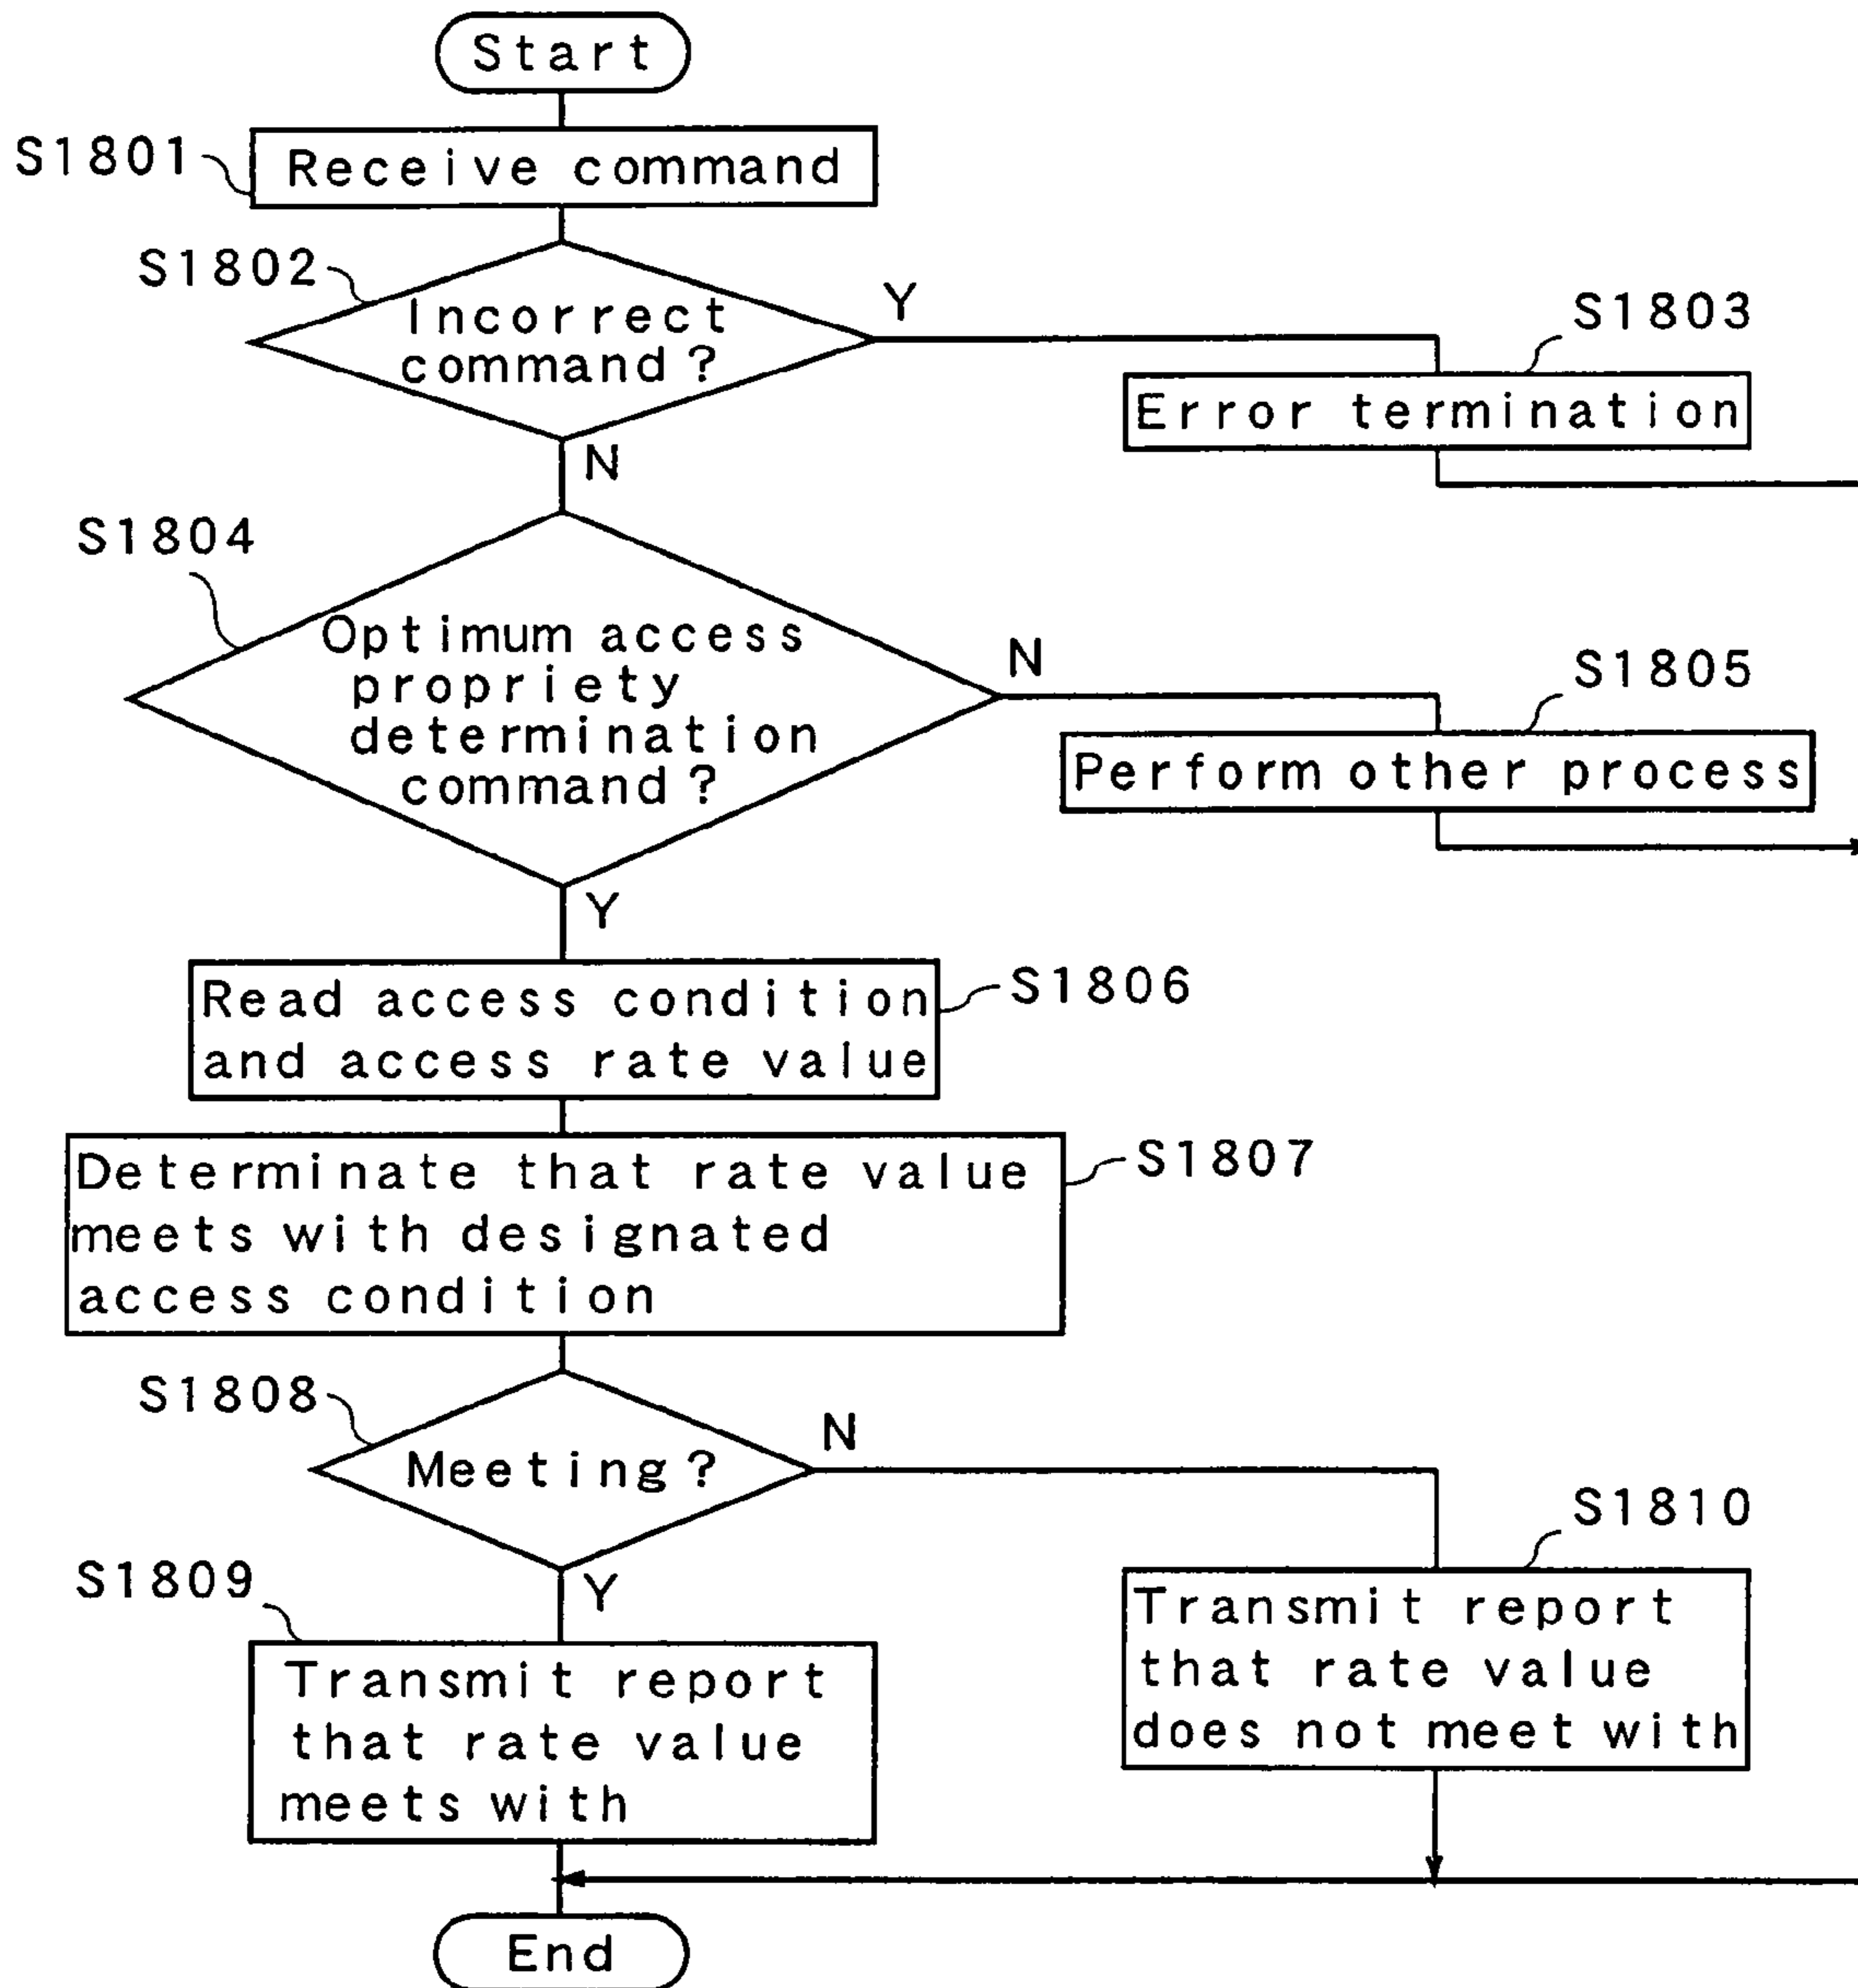 Start
S1801
Receive command
S1802
Incorrect
command?
Y
S1803
Error termination
N
S1804
Optimum access
propriety
determination
command?
N
S1805
Perform other process
Y
Read access condition
and access rate value
S1806
Determinate that rate value
meets with designated
access condition
S1807
S1808
Meeting?
N
S1810
Transmit report
that rate value
does not meet with
S1809
Y
Transmit report
that rate value
meets with
End